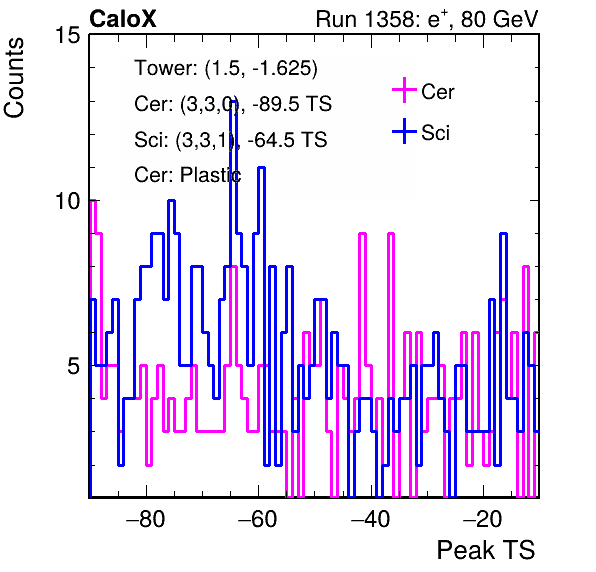 CaloX Run 1358: e⁺, 80 GeV
15
Counts
Tower: (1.5, -1.625)
Cer: (3,3,0), -89.5 TS
Sci: (3,3,1), -64.5 TS
Cer: Plastic
Cer
Sci
10
5
−80 −60 −40 −20
Peak TS